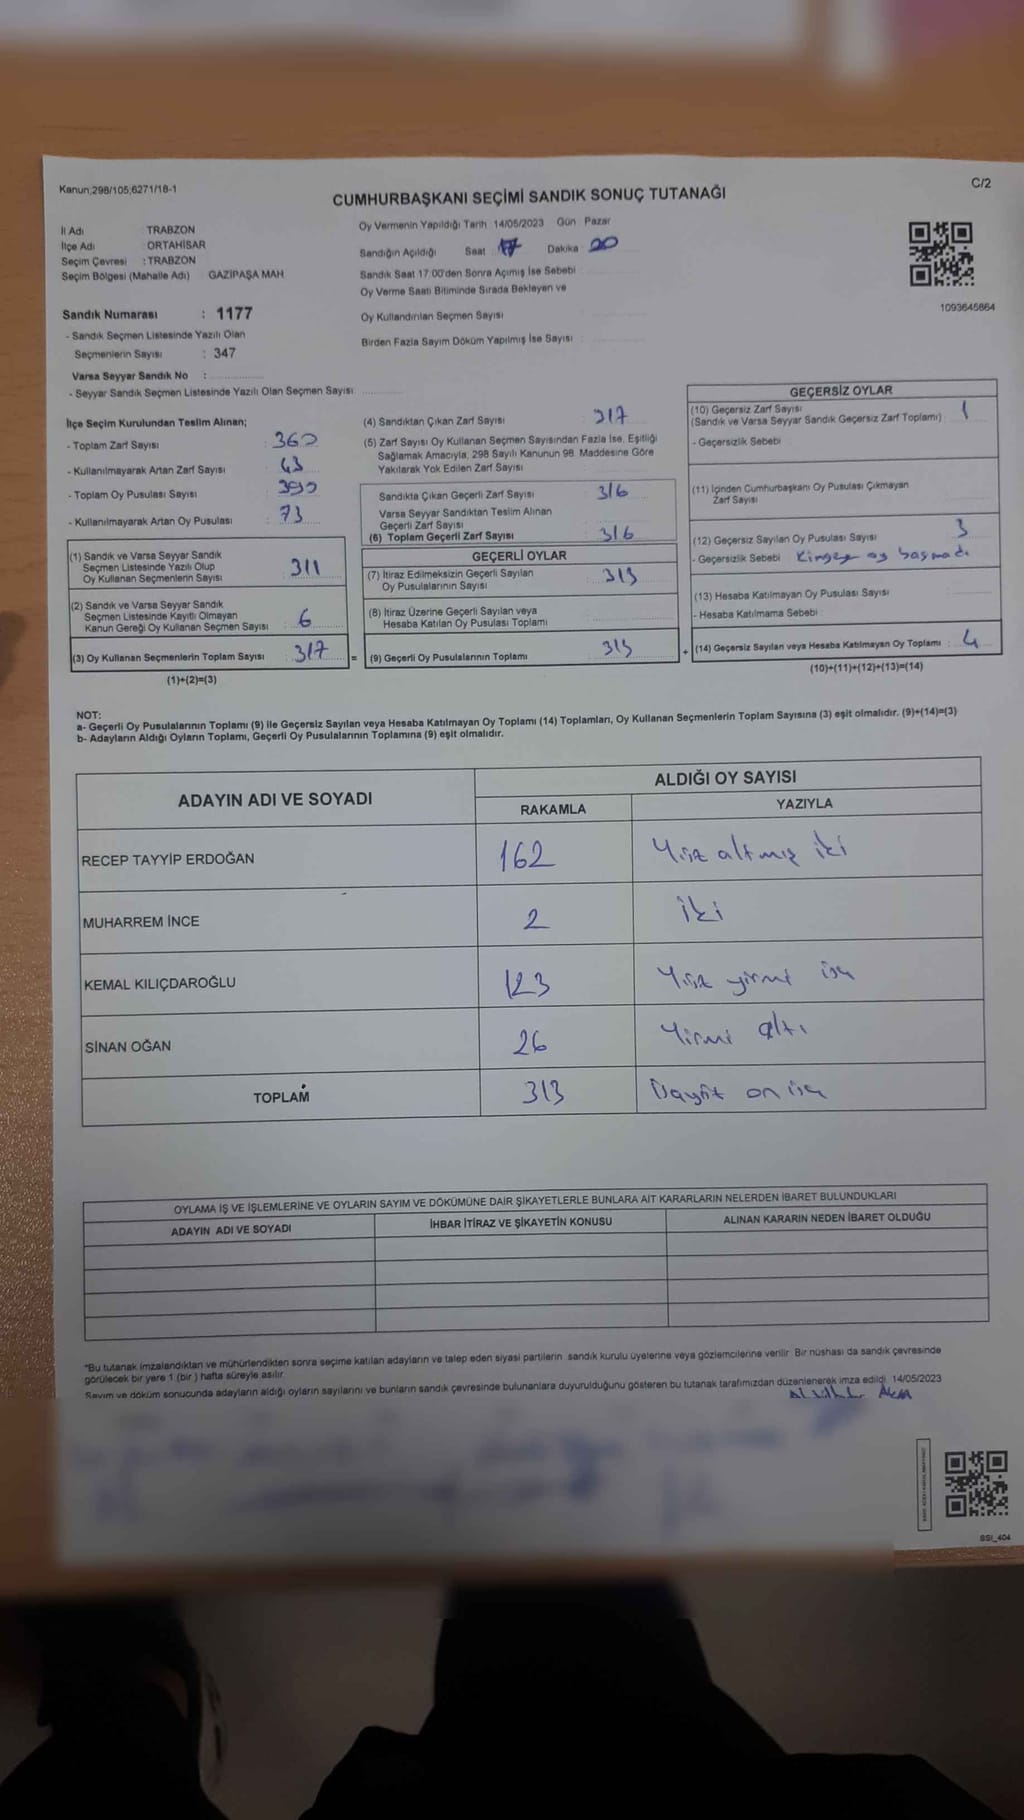 Kanun;298/105;6271/18-1
C/2
CUMHURBAŞKANI SEÇİMİ SANDIK SONUÇ TUTANAĞI
İl Adı : TRABZON
İlçe Adı : ORTAHİSAR
Seçim Çevresi : TRABZON
Seçim Bölgesi (Mahalle Adı) : GAZİPAŞA MAH
Oy Vermenin Yapıldığı Tarih 14/05/2023 Gün : Pazar
Sandığın Açıldığı Saat 17 Dakika : 20
Sandık Saat 17:00'den Sonra Açımış İse Sebebi :
Oy Verme Saati Bitiminde Sırada Bekleyen ve
Oy Kullandırılan Seçmen Sayısı :
Birden Fazla Sayım Döküm Yapılmış İse Sayısı :
1093645864
Sandık Numarası : 1177
- Sandık Seçmen Listesinde Yazılı Olan
Seçmenlerin Sayısı : 347
Varsa Seyyar Sandık No :
- Seyyar Sandık Seçmen Listesinde Yazılı Olan Seçmen Sayısı:
İlçe Seçim Kurulundan Teslim Alınan;
- Toplam Zarf Sayısı : 360
- Kullanılmayarak Artan Zarf Sayısı : 43
- Toplam Oy Pusulası Sayısı : 390
- Kullanılmayarak Artan Oy Pusulası : 73
(1) Sandık ve Varsa Seyyar Sandık
Seçmen Listesinde Yazılı Olup
Oy Kullanan Seçmenlerin Sayısı : 311
(2) Sandık ve Varsa Seyyar Sandık
Seçmen Listesinde Kayıtlı Olmayan
Kanun Gereği Oy Kullanan Seçmen Sayısı : 6
(3) Oy Kullanan Seçmenlerin Toplam Sayısı : 317
(1)+(2)=(3)
(4) Sandıktan Çıkan Zarf Sayısı : 317
(5) Zarf Sayısı Oy Kullanan Seçmen Sayısından Fazla İse, Eşitliği
Sağlamak Amacıyla; 298 Sayılı Kanunun 98. Maddesine Göre
Yakılarak Yok Edilen Zarf Sayısı :
Sandıkta Çıkan Geçerli Zarf Sayısı : 316
Varsa Seyyar Sandıktan Teslim Alınan
Geçerli Zarf Sayısı :
(6) Toplam Geçerli Zarf Sayısı : 316
GEÇERLİ OYLAR
(7) İtiraz Edilmeksizin Geçerli Sayılan
Oy Pusulalarının Sayısı : 313
(8) İtiraz Üzerine Geçerli Sayılan veya
Hesaba Katılan Oy Pusulası Toplamı :
= (9) Geçerli Oy Pusulalarının Toplamı : 313
GEÇERSİZ OYLAR
(10) Geçersiz Zarf Sayısı
(Sandık ve Varsa Seyyar Sandık Geçersiz Zarf Toplamı) : 1
- Geçersizlik Sebebi
(11) İçinden Cumhurbaşkanı Oy Pusulası Çıkmayan
Zarf Sayısı
(12) Geçersiz Sayılan Oy Pusulası Sayısı : 3
- Geçersizlik Sebebi Kimseye oy basmadı
(13) Hesaba Katılmayan Oy Pusulası Sayısı :
- Hesaba Katılmama Sebebi :
+ (14) Geçersiz Sayılan veya Hesaba Katılmayan Oy Toplamı : 4
(10)+(11)+(12)+(13)=(14)
NOT:
a- Geçerli Oy Pusulalarının Toplamı (9) ile Geçersiz Sayılan veya Hesaba Katılmayan Oy Toplamı (14) Toplamları, Oy Kullanan Seçmenlerin Toplam Sayısına (3) eşit olmalıdır. (9)+(14)=(3)
b- Adayların Aldığı Oyların Toplamı, Geçerli Oy Pusulalarının Toplamına (9) eşit olmalıdır.
ADAYIN ADI VE SOYADI
ALDIĞI OY SAYISI
RAKAMLA YAZIYLA
RECEP TAYYİP ERDOĞAN 162 Yüz altmış iki
MUHARREM İNCE 2 iki
KEMAL KILIÇDAROĞLU 123 Yüz yirmi üç
SİNAN OĞAN 26 Yirmi altı
TOPLAM 313 Üçyüz on üç
OYLAMA İŞ VE İŞLEMLERİNE VE OYLARIN SAYIM VE DÖKÜMÜNE DAİR ŞİKAYETLERLE BUNLARA AİT KARARLARIN NELERDEN İBARET BULUNDUKLARI
ADAYIN ADI VE SOYADI İHBAR İTİRAZ VE ŞİKAYETİN KONUSU ALINAN KARARIN NEDEN İBARET OLDUĞU
*Bu tutanak imzalandıktan ve mühürlendikten sonra seçime katılan adayların ve talep eden siyasi partilerin sandık kurulu üyelerine veya gözlemcilerine verilir. Bir nüshası da sandık çevresinde
görülecek bir yere 1 (bir ) hafta süreyle asılır.
Sayım ve döküm sonucunda adayların aldığı oyların sayılarını ve bunların sandık çevresinde bulunanlara duyurulduğunu gösteren bu tutanak tarafımızdan düzenlenerek imza edildi. 14/05/2023
SSI_404